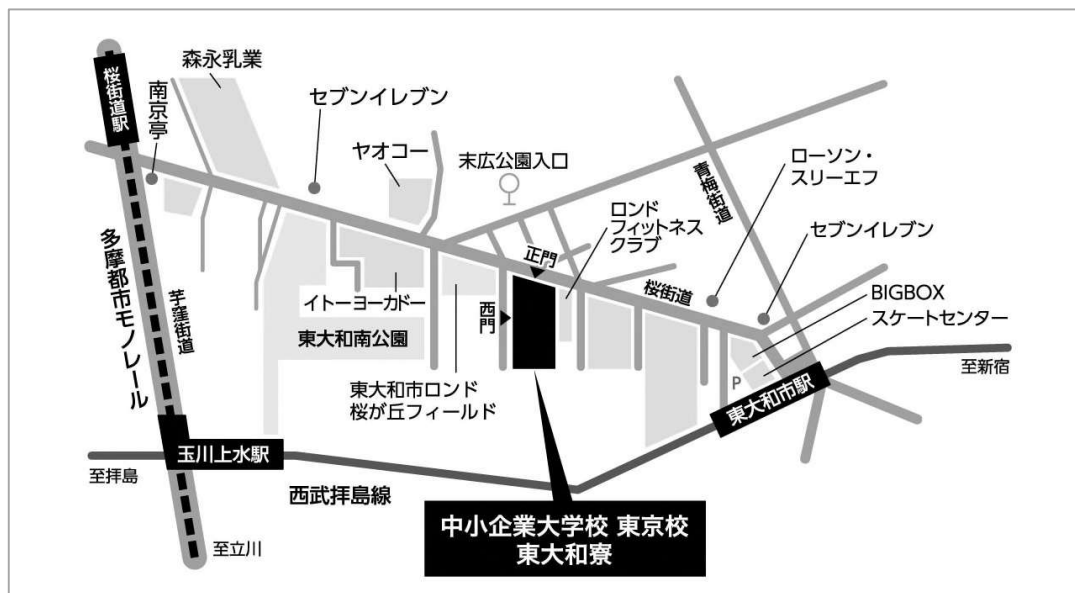 森永乳業
桜街道駅
南京亭
セブンイレブン
ヤオコー
末広公園入口
ロンド
フィットネス
クラブ
青梅街道
ローソン・
スリーエフ
セブンイレブン
正門
桜街道
BIGBOX
スケートセンター
多摩都市モノレール
芋窪街道
イトーヨーカドー
西門
東大和南公園
東大和市ロンド
桜が丘フィールド
P
東大和市駅
至新宿
玉川上水駅
至拝島
西武拝島線
至立川
中小企業大学校 東京校
東大和寮